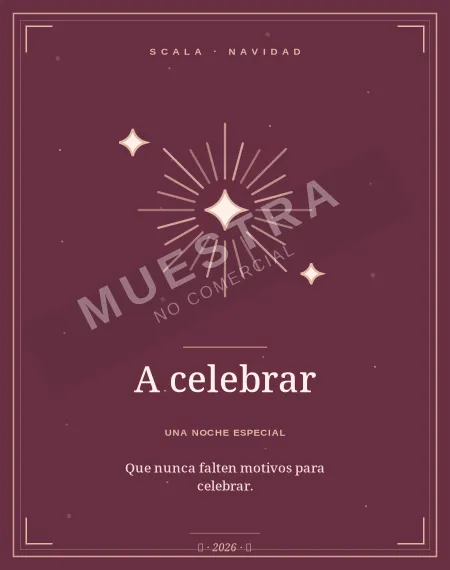 SCALA · NAVIDAD
MUESTRA
NO COMERCIAL
A celebrar
UNA NOCHE ESPECIAL
Que nunca falten motivos para
celebrar.
· 2026 ·